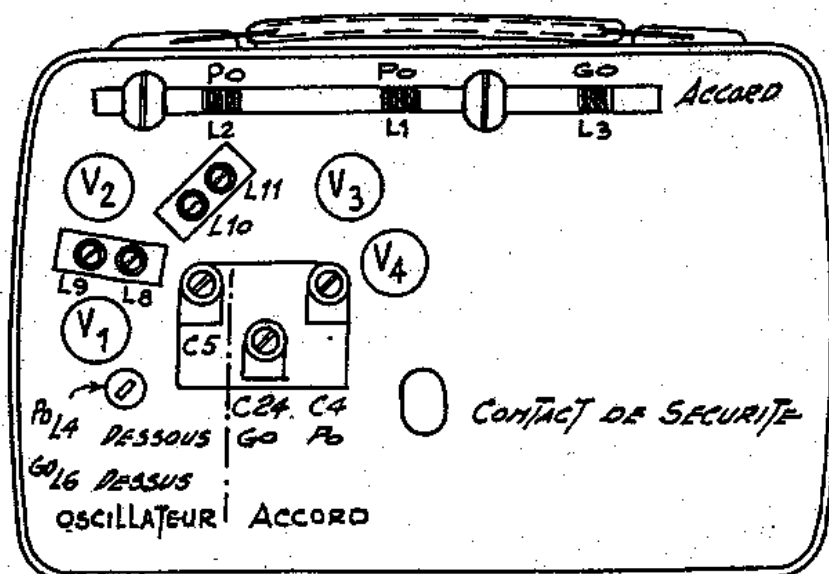 PO PO GO
ACCORD
L2 L1 L3
V2 L11 V3
L10
V4
L9 L8
V1
C5
C24 C4
PO L4 DESSOUS GO PO
CONTACT DE SECURITE
GO L6 DESSUS
OSCILLATEUR ACCORD